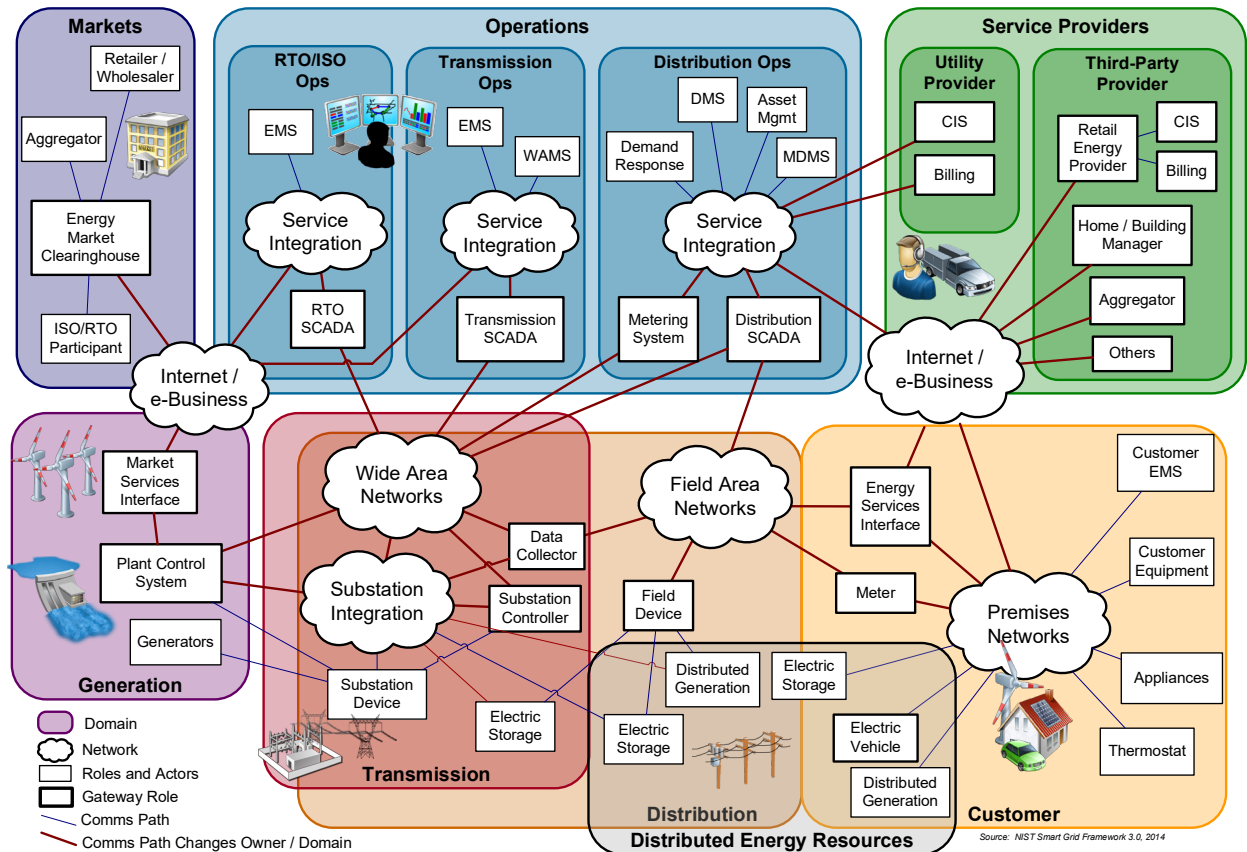 Markets
Retailer /
Wholesaler
Aggregator
Energy
Market
Clearinghouse
ISO/RTO
Participant
Operations
RTO/ISO
Ops
EMS
Service
Integration
RTO
SCADA
Transmission
Ops
EMS
WAMS
Service
Integration
Transmission
SCADA
Distribution Ops
DMS
Asset
Mgmt
Demand
Response
MDMS
Service
Integration
Metering
System
Distribution
SCADA
Service Providers
Utility
Provider
CIS
Billing
Third-Party
Provider
Retail
Energy
Provider
CIS
Billing
Home / Building
Manager
Aggregator
Others
Internet /
e-Business
Internet /
e-Business
Market
Services
Interface
Plant Control
System
Generators
Generation
Wide Area
Networks
Substation
Integration
Data
Collector
Substation
Controller
Substation
Device
Electric
Storage
Transmission
Field Area
Networks
Field
Device
Distributed
Generation
Electric
Storage
Distribution
Energy
Services
Interface
Meter
Premises
Networks
Customer
EMS
Customer
Equipment
Appliances
Thermostat
Electric
Storage
Electric
Vehicle
Distributed
Generation
Customer
Distributed Energy Resources
Domain
Network
Roles and Actors
Gateway Role
Comms Path
Comms Path Changes Owner / Domain
Source: NIST Smart Grid Framework 3.0, 2014